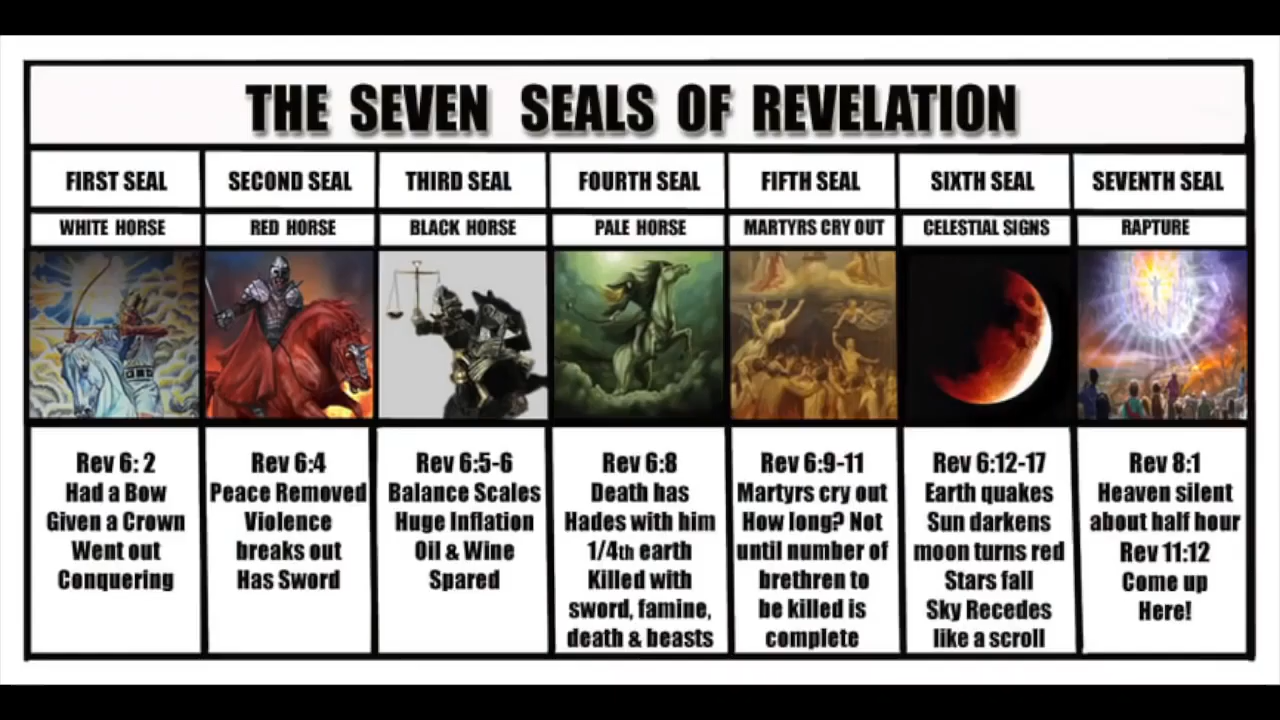 THE SEVEN SEALS OF REVELATION
FIRST SEAL
SECOND SEAL
THIRD SEAL
FOURTH SEAL
FIFTH SEAL
SIXTH SEAL
SEVENTH SEAL
WHITE HORSE
RED HORSE
BLACK HORSE
PALE HORSE
MARTYRS CRY OUT
CELESTIAL SIGNS
RAPTURE
Rev 6: 2
Had a Bow
Given a Crown
Went out
Conquering
Rev 6:4
Peace Removed
Violence
breaks out
Has Sword
Rev 6:5-6
Balance Scales
Huge Inflation
Oil & Wine
Spared
Rev 6:8
Death has
Hades with him
1/4th earth
Killed with
sword, famine,
death & beasts
Rev 6:9-11
Martyrs cry out
How long? Not
until number of
brethren to
be killed is
complete
Rev 6:12-17
Earth quakes
Sun darkens
moon turns red
Stars fall
Sky Recedes
like a scroll
Rev 8:1
Heaven silent
about half hour
Rev 11:12
Come up
Here!